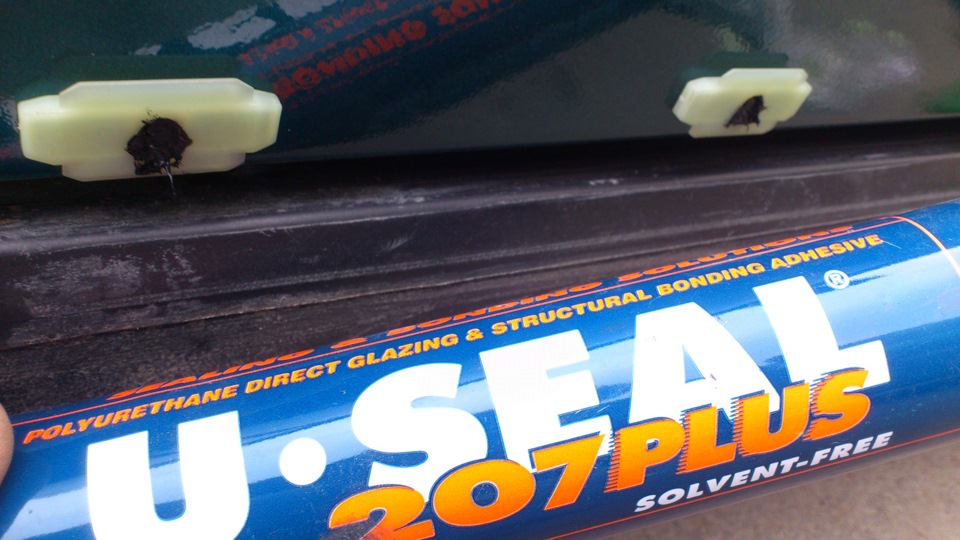 SEALING & BONDING SOLUTIONS
POLYURETHANE DIRECT GLAZING & STRUCTURAL BONDING ADHESIVE
U·SEAL®
207PLUS
SOLVENT-FREE